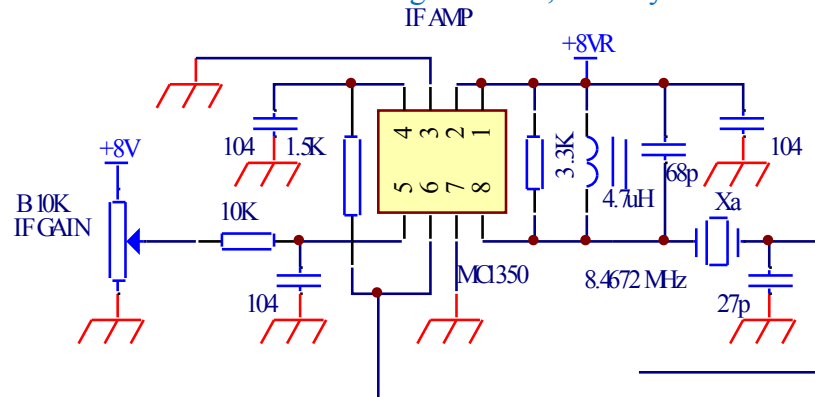 IF AMP
+8VR
4 3 2 1
104
1.5K
3.3K
68p
104
+8V
4.7uH
Xa
B10K
IF GAIN
10K
5 6 7 8
MC1350
8.4672 MHz
104
27p